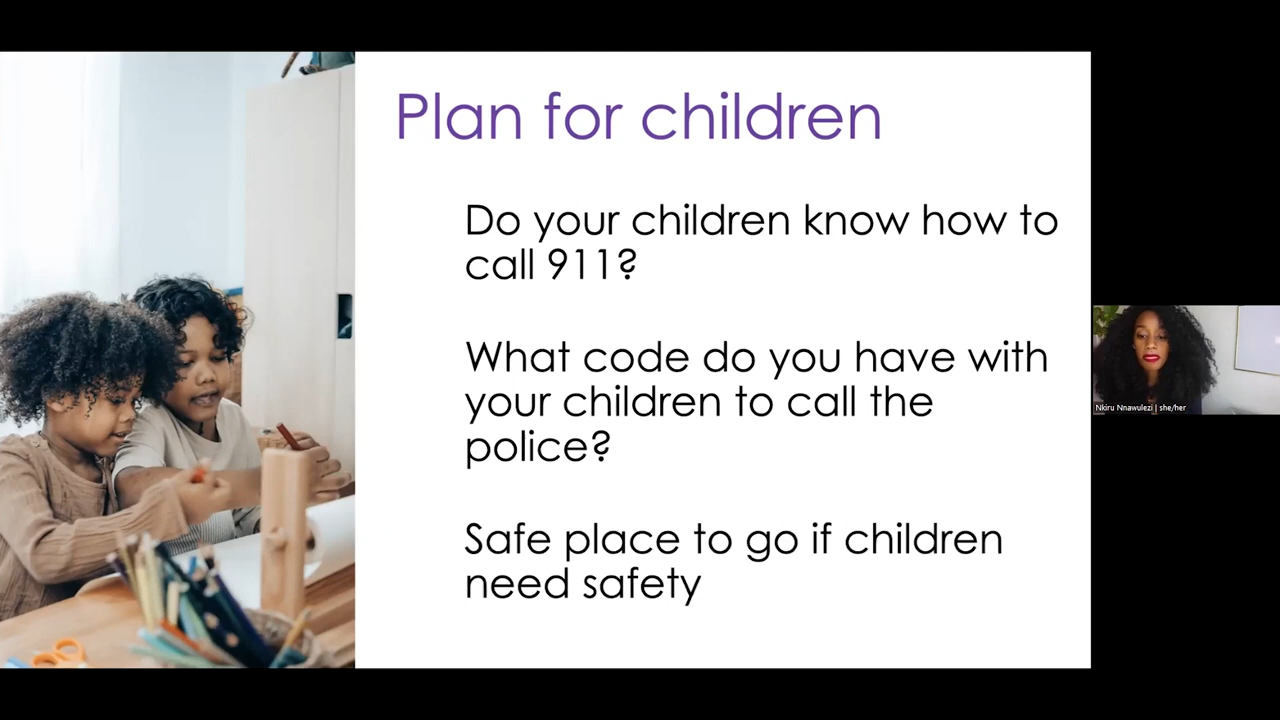 Plan for children
Do your children know how to
call 911?
What code do you have with
your children to call the
police?
Safe place to go if children
need safety
Nkiru Nnawulezi | she/her